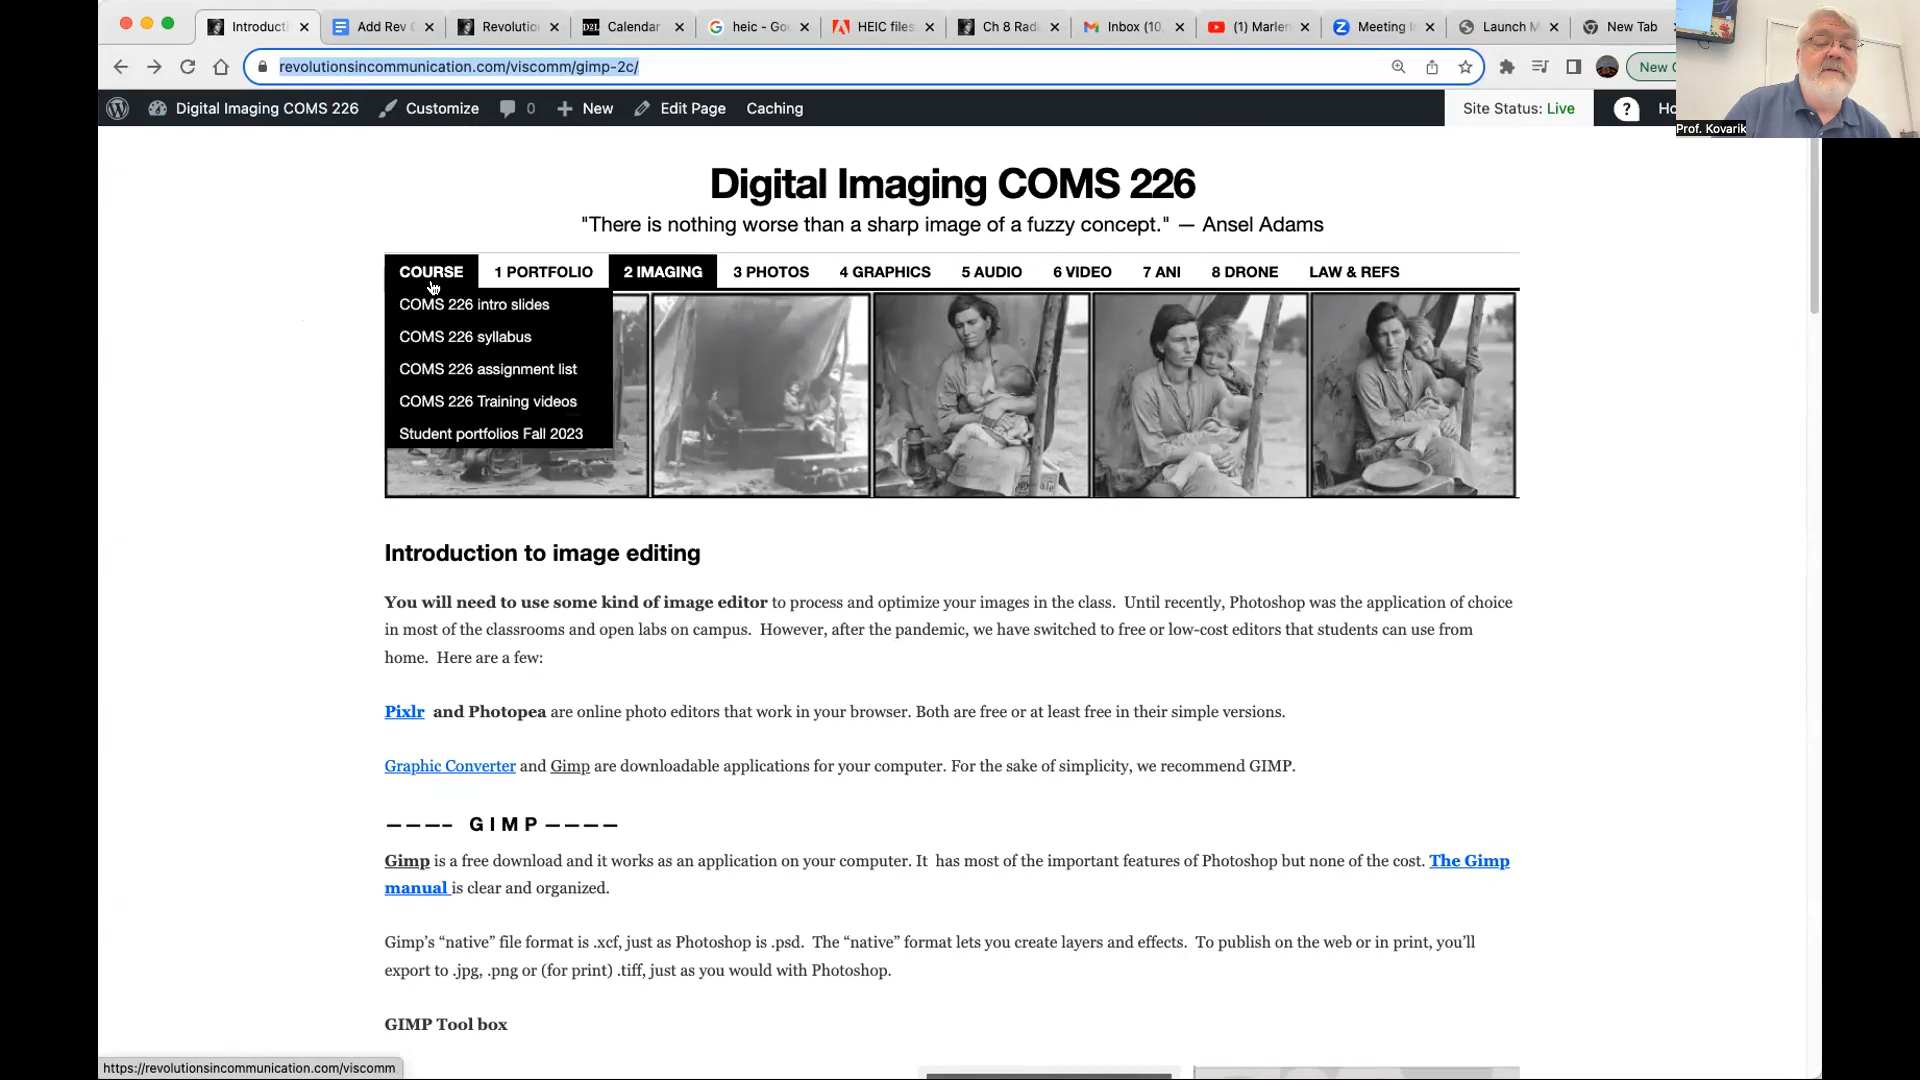 Introducti
Add Rev
Revolution
D2L Calendar
heic - Go
HEIC files
Ch 8 Radi
Inbox (10,
(1) Marlen
Meeting
Launch M
New Tab
revolutionsincommunication.com/viscomm/gimp-2c/
New C
Digital Imaging COMS 226
Customize
0
New
Edit Page
Caching
Site Status: Live
?
Ho
Prof. Kovarik
Digital Imaging COMS 226
"There is nothing worse than a sharp image of a fuzzy concept." — Ansel Adams
COURSE 1 PORTFOLIO 2 IMAGING 3 PHOTOS 4 GRAPHICS 5 AUDIO 6 VIDEO 7 ANI 8 DRONE LAW & REFS
COMS 226 intro slides
COMS 226 syllabus
COMS 226 assignment list
COMS 226 Training videos
Student portfolios Fall 2023
Introduction to image editing
You will need to use some kind of image editor to process and optimize your images in the class. Until recently, Photoshop was the application of choice
in most of the classrooms and open labs on campus. However, after the pandemic, we have switched to free or low-cost editors that students can use from
home. Here are a few:
Pixlr and Photopea are online photo editors that work in your browser. Both are free or at least free in their simple versions.
Graphic Converter and Gimp are downloadable applications for your computer. For the sake of simplicity, we recommend GIMP.
———– G I M P ————
Gimp is a free download and it works as an application on your computer. It has most of the important features of Photoshop but none of the cost. The Gimp
manual is clear and organized.
Gimp's “native” file format is .xcf, just as Photoshop is .psd. The “native” format lets you create layers and effects. To publish on the web or in print, you'll
export to .jpg, .png or (for print) .tiff, just as you would with Photoshop.
GIMP Tool box
https://revolutionsincommunication.com/viscomm